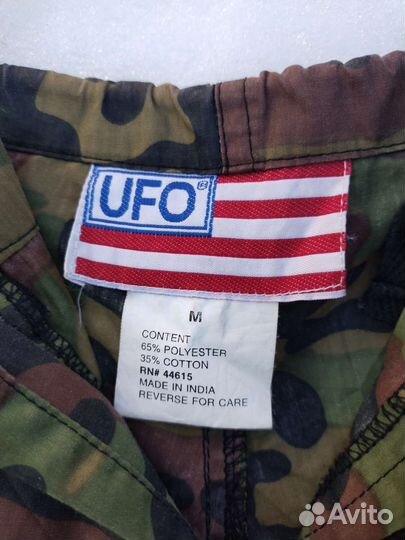 UFO®
M
CONTENT
65% POLYESTER
35% COTTON
RN# 44615
MADE IN INDIA
REVERSE FOR CARE
Avito